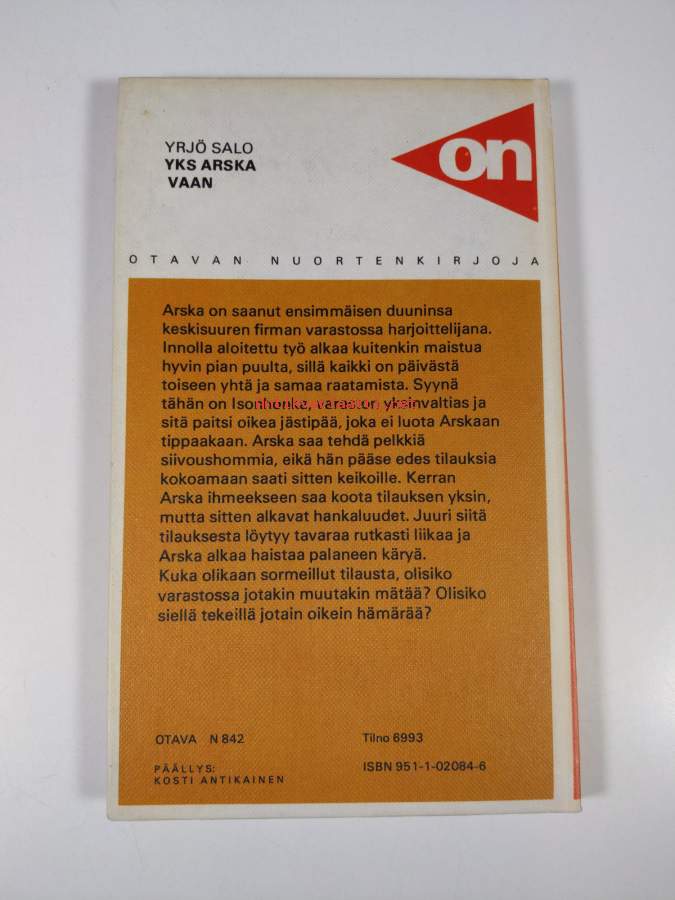 YRJÖ SALO
YKS ARSKA
VAAN
on
OTAVAN NUORTENKIRJOJA
Arska on saanut ensimmäisen duuninsa
keskisuuren firman varastossa harjoittelijana.
Innolla aloitettu työ alkaa kuitenkin maistua
hyvin pian puulta, sillä kaikki on päivästä
toiseen yhtä ja samaa raatamista. Syynä
tähän on varaston yksinvaltias ja
sitä paitsi oikea jästipää, joka ei luota Arskaan
tippaakaan. Arska saa tehdä pelkkiä
siivoushommia, eikä hän pääse edes tilauksia
kokoamaan saati sitten keikoille. Kerran
Arska ihmeekseen saa koota tilauksen yksin,
mutta sitten alkavat hankaluudet. Juuri siitä
tilauksesta löytyy tavaraa rutkasti liikaa ja
Arska alkaa haistaa palaneen käryä.
Kuka olikaan sormeillut tilausta, olisiko
varastossa jotakin muutakin mätää? Olisiko
siellä tekeillä jotain oikein hämärää?
OTAVA N 842
Tilno 6993
PÄÄLLYS:
KOSTI ANTIKAINEN
ISBN 951-1-02084-6